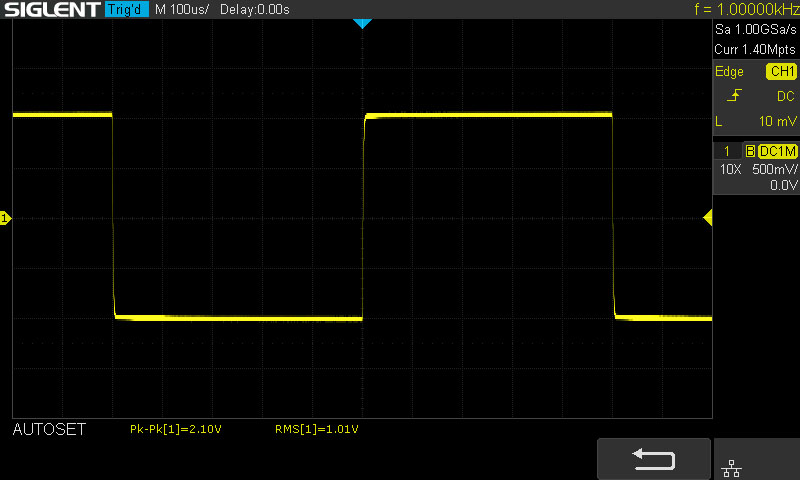 SIGLENT Trig'd M 100us/ Delay:0.00s f = 1.00000kHz
Sa 1.00GSa/s
Curr 1.40Mpts
Edge CH1
DC
L 10 mV
1 B DC1M
10X 500mV/
0.0V
1
AUTOSET Pk-Pk[1]=2.10V RMS[1]=1.01V